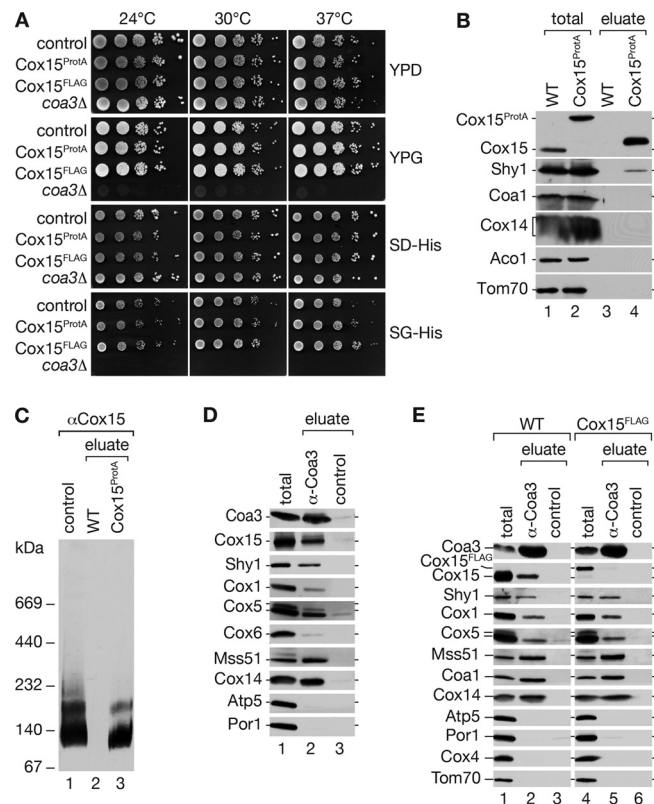 A
24°C 30°C 37°C
control
Cox15ProtA
Cox15FLAG
coa3Δ
YPD
control
Cox15ProtA
Cox15FLAG
coa3Δ
YPG
control
Cox15ProtA
Cox15FLAG
coa3Δ
SD-His
control
Cox15ProtA
Cox15FLAG
coa3Δ
SG-His
B
total eluate
WT Cox15ProtA WT Cox15ProtA
Cox15ProtA
Cox15
Shy1
Coa1
Cox14
Aco1
Tom70
1 2 3 4
C
αCox15
eluate
control WT Cox15ProtA
kDa
669
440
232
140
67
1 2 3
D
eluate
total α-Coa3 control
Coa3
Cox15
Shy1
Cox1
Cox5
Cox6
Mss51
Cox14
Atp5
Por1
1 2 3
E
WT Cox15FLAG
eluate eluate
total α-Coa3 control total α-Coa3 control
Coa3
Cox15FLAG
Cox15
Shy1
Cox1
Cox5
Mss51
Coa1
Cox14
Atp5
Por1
Cox4
Tom70
1 2 3 4 5 6